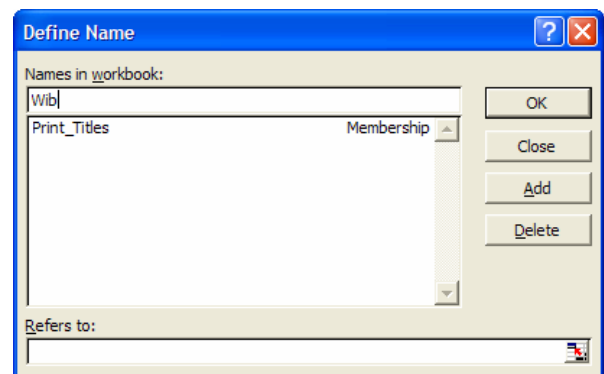 Define Name
Names in workbook:
Wib
OK
Print_Titles Membership
Close
Add
Delete
Refers to: